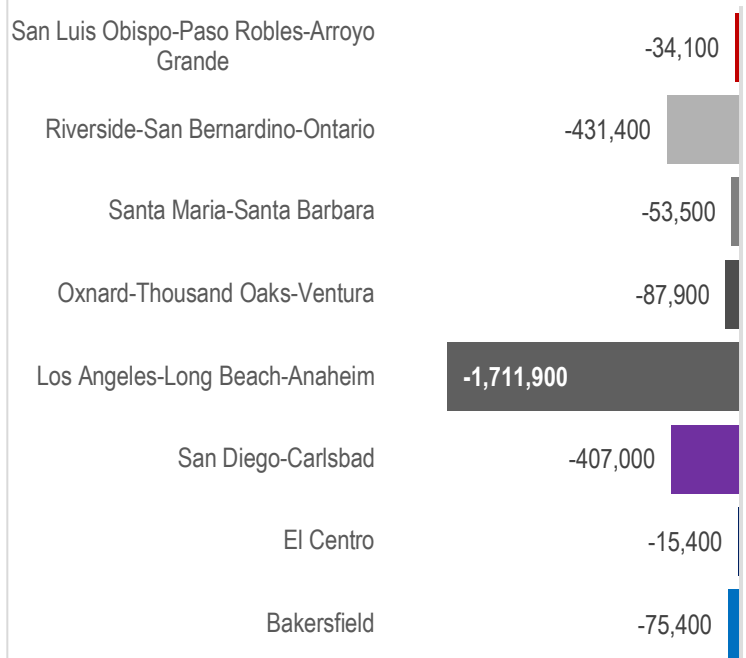 San Luis Obispo-Paso Robles-Arroyo
Grande
-34,100
Riverside-San Bernardino-Ontario
-431,400
Santa Maria-Santa Barbara
-53,500
Oxnard-Thousand Oaks-Ventura
-87,900
Los Angeles-Long Beach-Anaheim
-1,711,900
San Diego-Carlsbad
-407,000
El Centro
-15,400
Bakersfield
-75,400